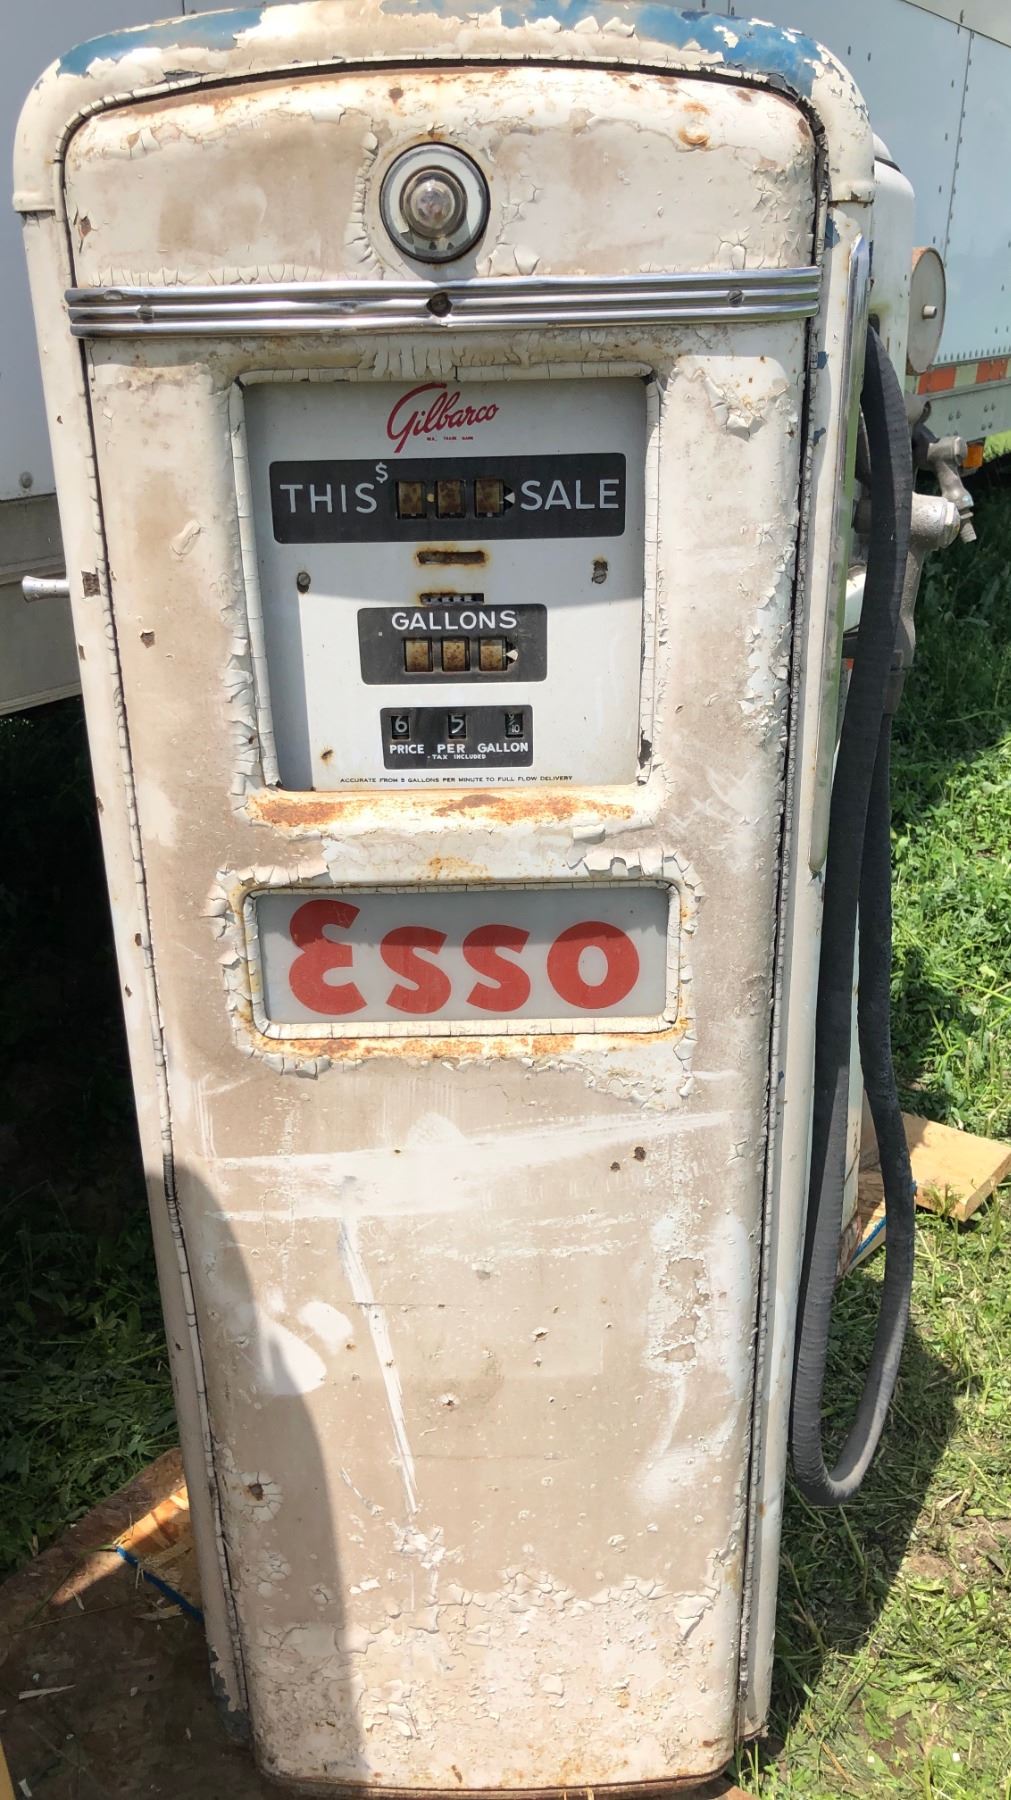 Gilbarco
THIS $ SALE
GALLONS
6 5 9/10
PRICE PER GALLON
- TAX INCLUDED
ACCURATE FROM 5 GALLONS PER MINUTE TO FULL FLOW DELIVERY
Esso